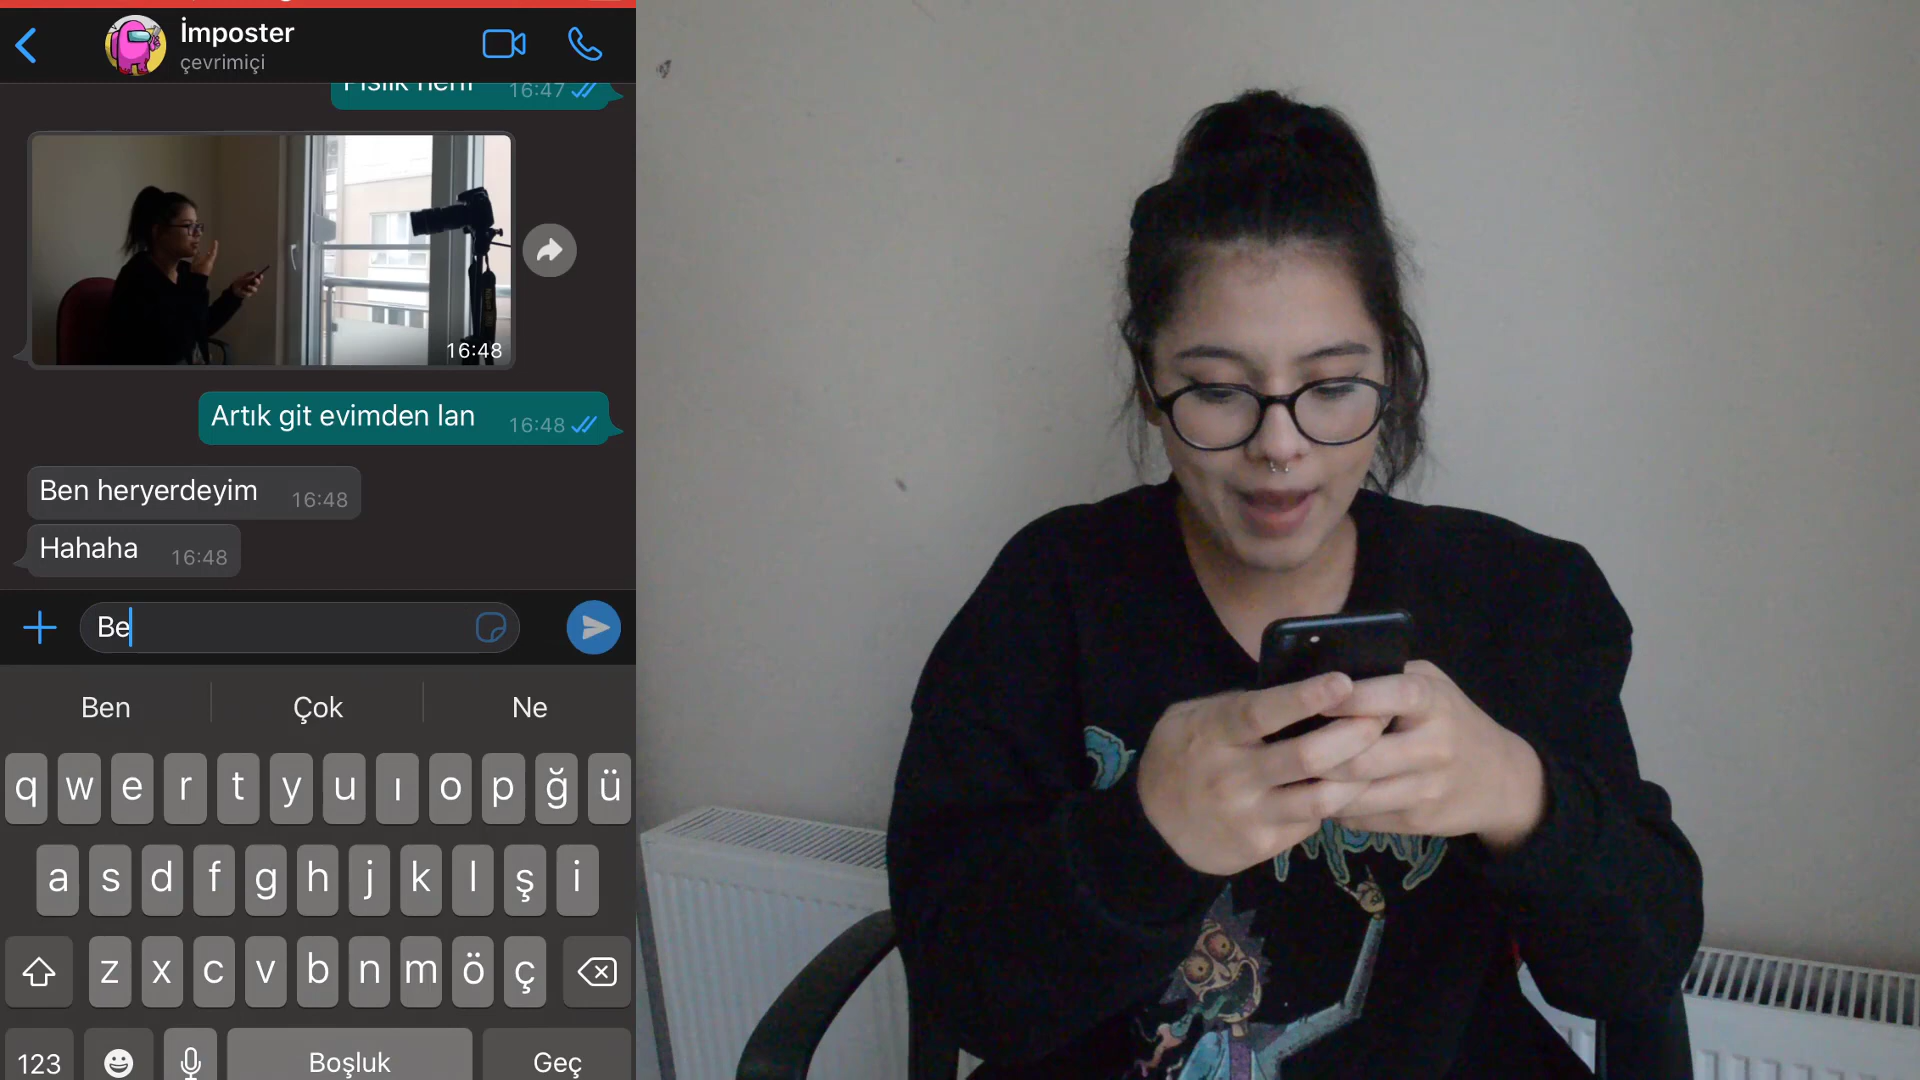 İmposter
çevrimiçi
16:47
16:48
Artık git evimden lan 16:48
Ben heryerdeyim 16:48
Hahaha 16:48
Be
Ben Çok Ne
q w e r t y u ı o p ğ ü
a s d f g h j k l ş i
z x c v b n m ö ç
123 Boşluk Geç